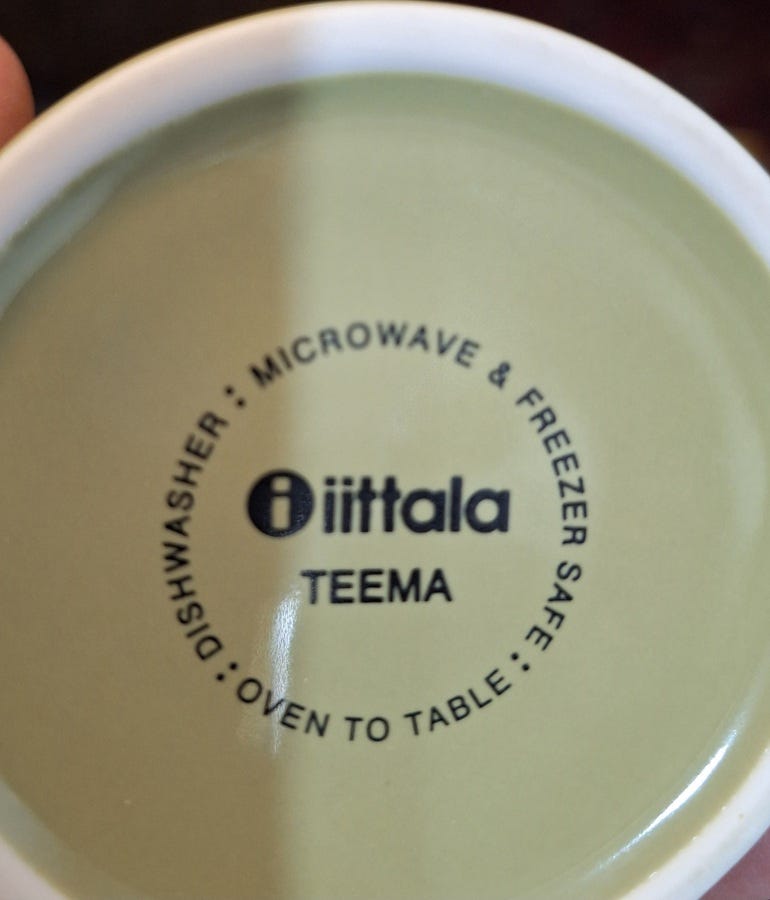 DISHWASHER : MICROWAVE & FREEZER SAFE : OVEN TO TABLE :
i iittala
TEEMA